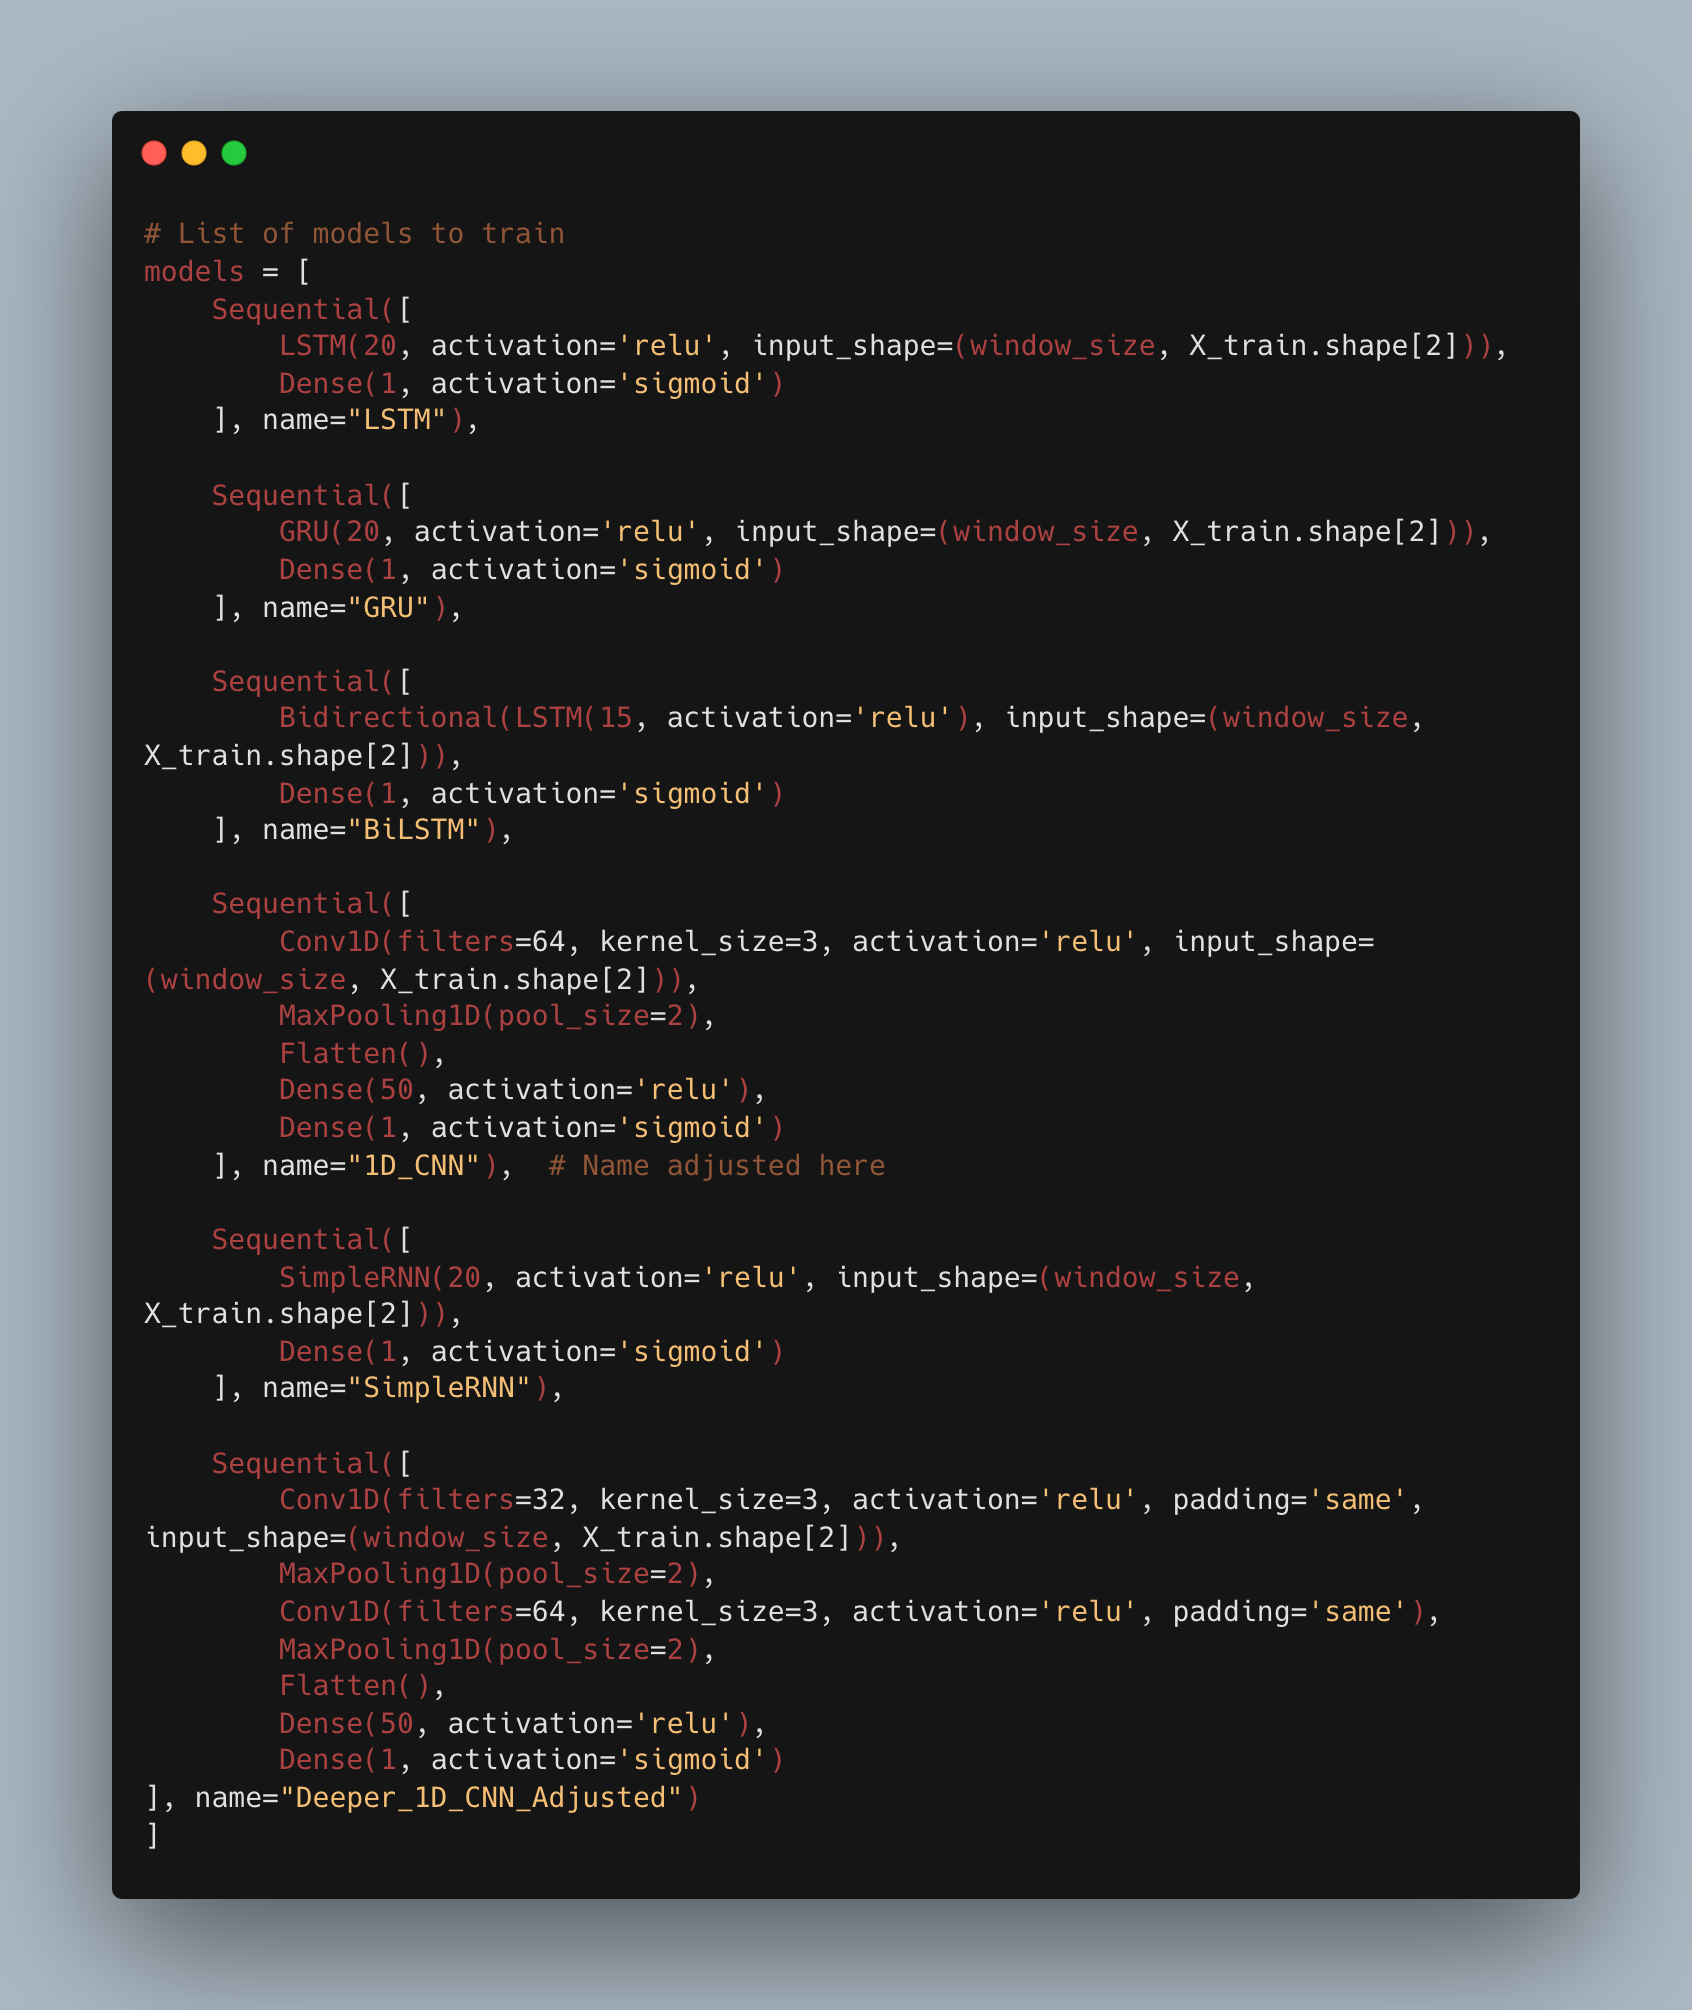 # List of models to train
models = [
    Sequential([
        LSTM(20, activation='relu', input_shape=(window_size, X_train.shape[2])),
        Dense(1, activation='sigmoid')
    ], name="LSTM"),

    Sequential([
        GRU(20, activation='relu', input_shape=(window_size, X_train.shape[2])),
        Dense(1, activation='sigmoid')
    ], name="GRU"),

    Sequential([
        Bidirectional(LSTM(15, activation='relu'), input_shape=(window_size,
X_train.shape[2])),
        Dense(1, activation='sigmoid')
    ], name="BiLSTM"),

    Sequential([
        Conv1D(filters=64, kernel_size=3, activation='relu', input_shape=
(window_size, X_train.shape[2])),
        MaxPooling1D(pool_size=2),
        Flatten(),
        Dense(50, activation='relu'),
        Dense(1, activation='sigmoid')
    ], name="1D_CNN"),  # Name adjusted here

    Sequential([
        SimpleRNN(20, activation='relu', input_shape=(window_size,
X_train.shape[2])),
        Dense(1, activation='sigmoid')
    ], name="SimpleRNN"),

    Sequential([
        Conv1D(filters=32, kernel_size=3, activation='relu', padding='same',
input_shape=(window_size, X_train.shape[2])),
        MaxPooling1D(pool_size=2),
        Conv1D(filters=64, kernel_size=3, activation='relu', padding='same'),
        MaxPooling1D(pool_size=2),
        Flatten(),
        Dense(50, activation='relu'),
        Dense(1, activation='sigmoid')
], name="Deeper_1D_CNN_Adjusted")
]